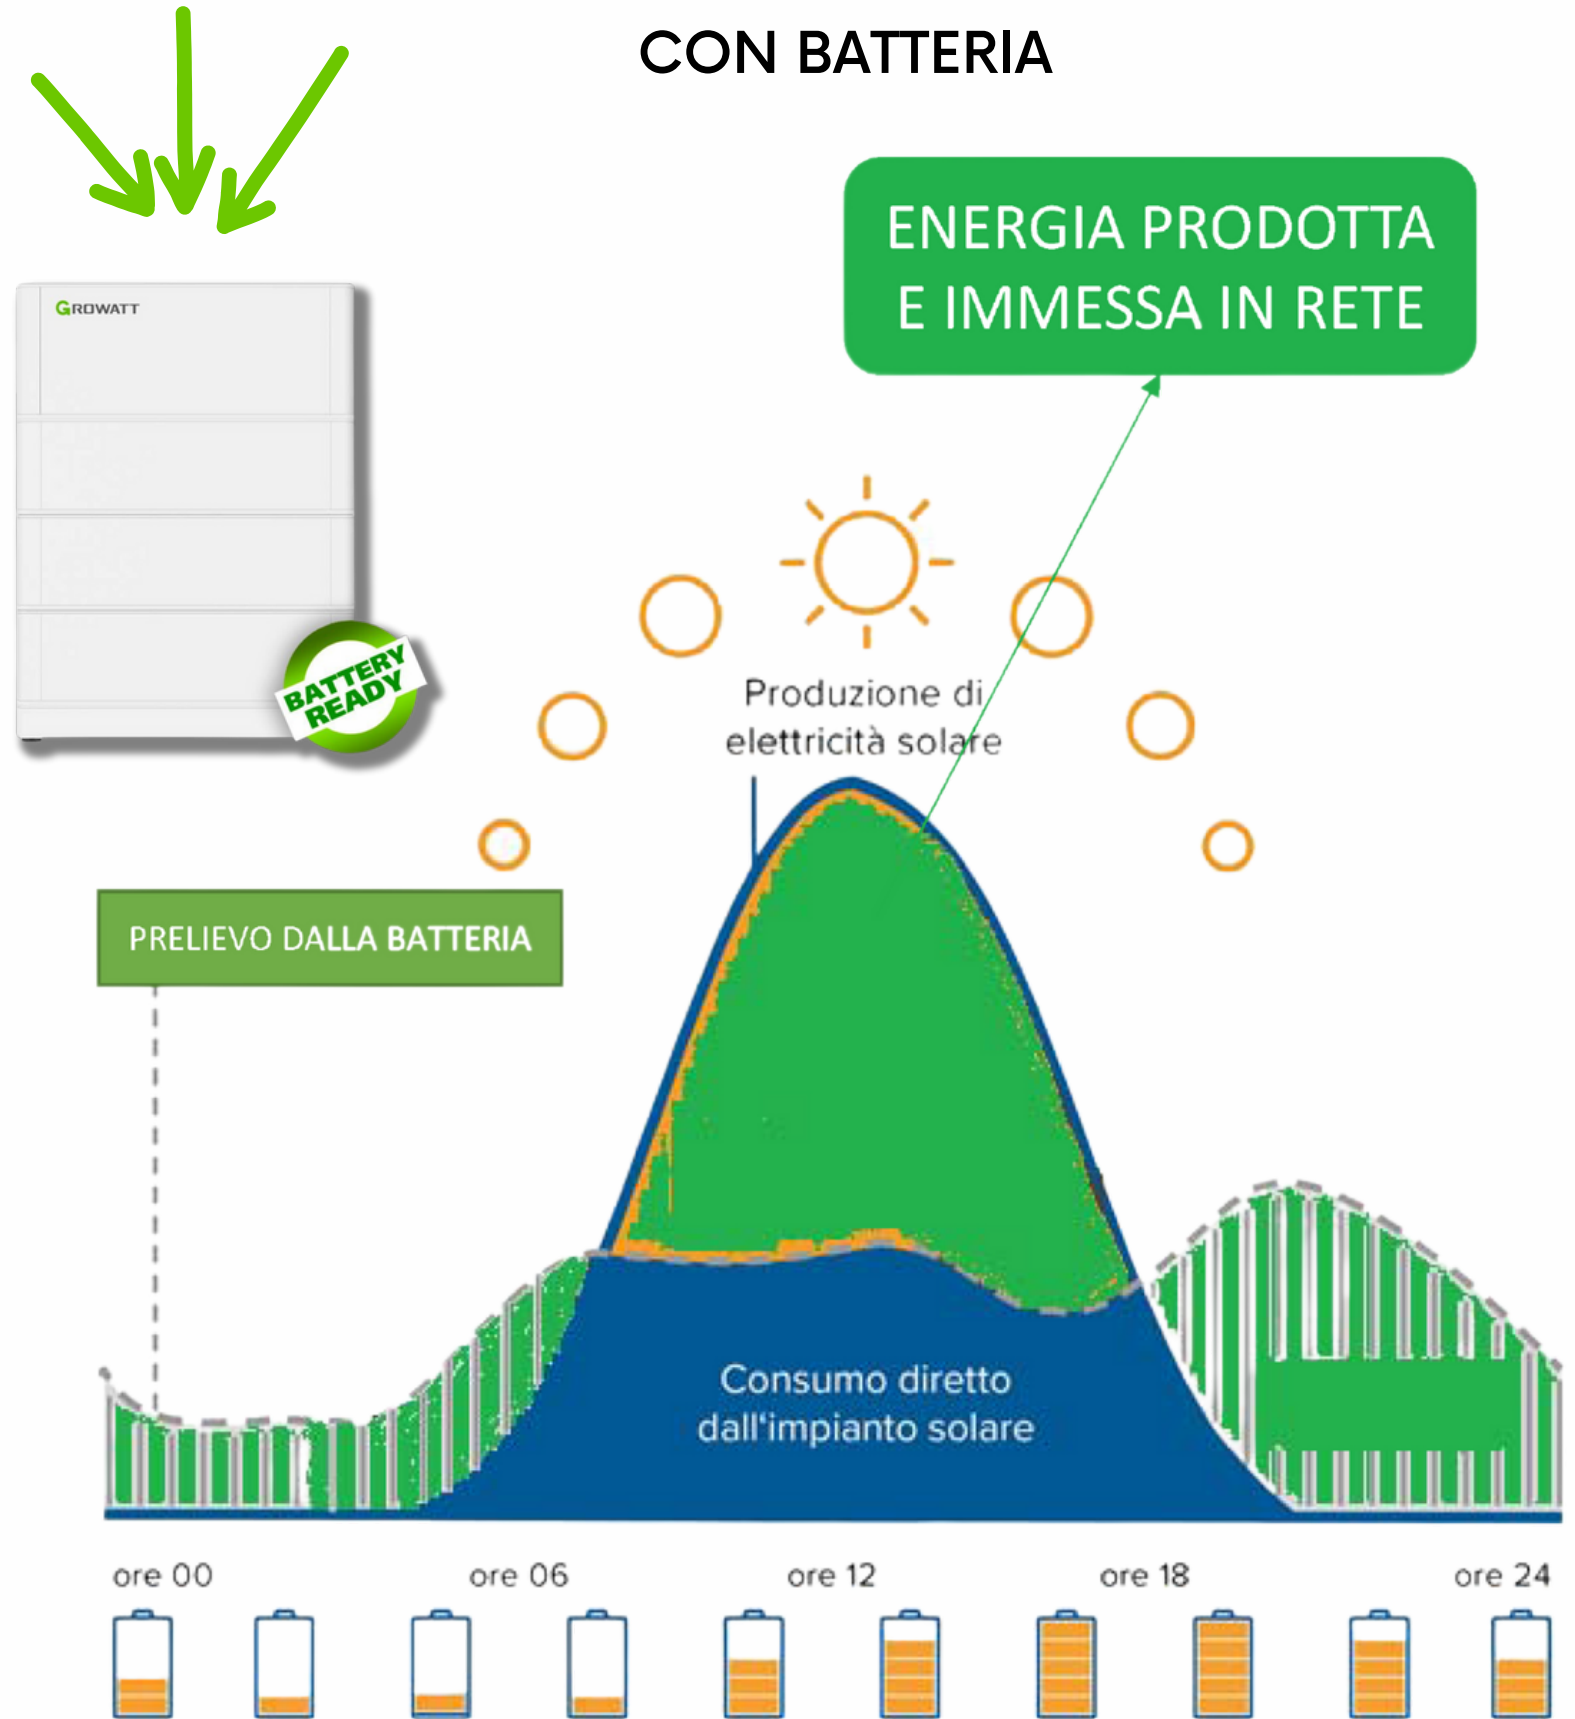 CON BATTERIA
ENERGIA PRODOTTA
E IMMESSA IN RETE
GROWATT
BATTERY
READY
Produzione di
elettricità solare
PRELIEVO DALLA BATTERIA
Consumo diretto
dall'impianto solare
ore 00
ore 06
ore 12
ore 18
ore 24